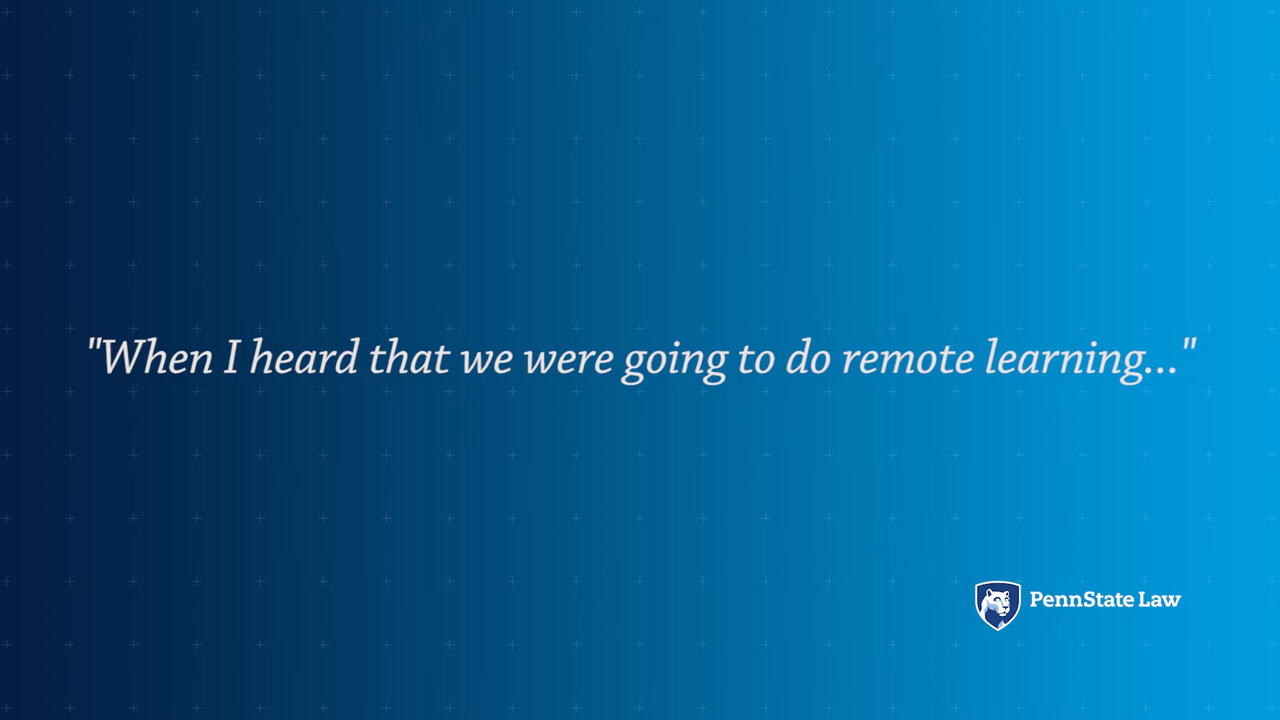 "When I heard that we were going to do remote learning..."
PennState Law